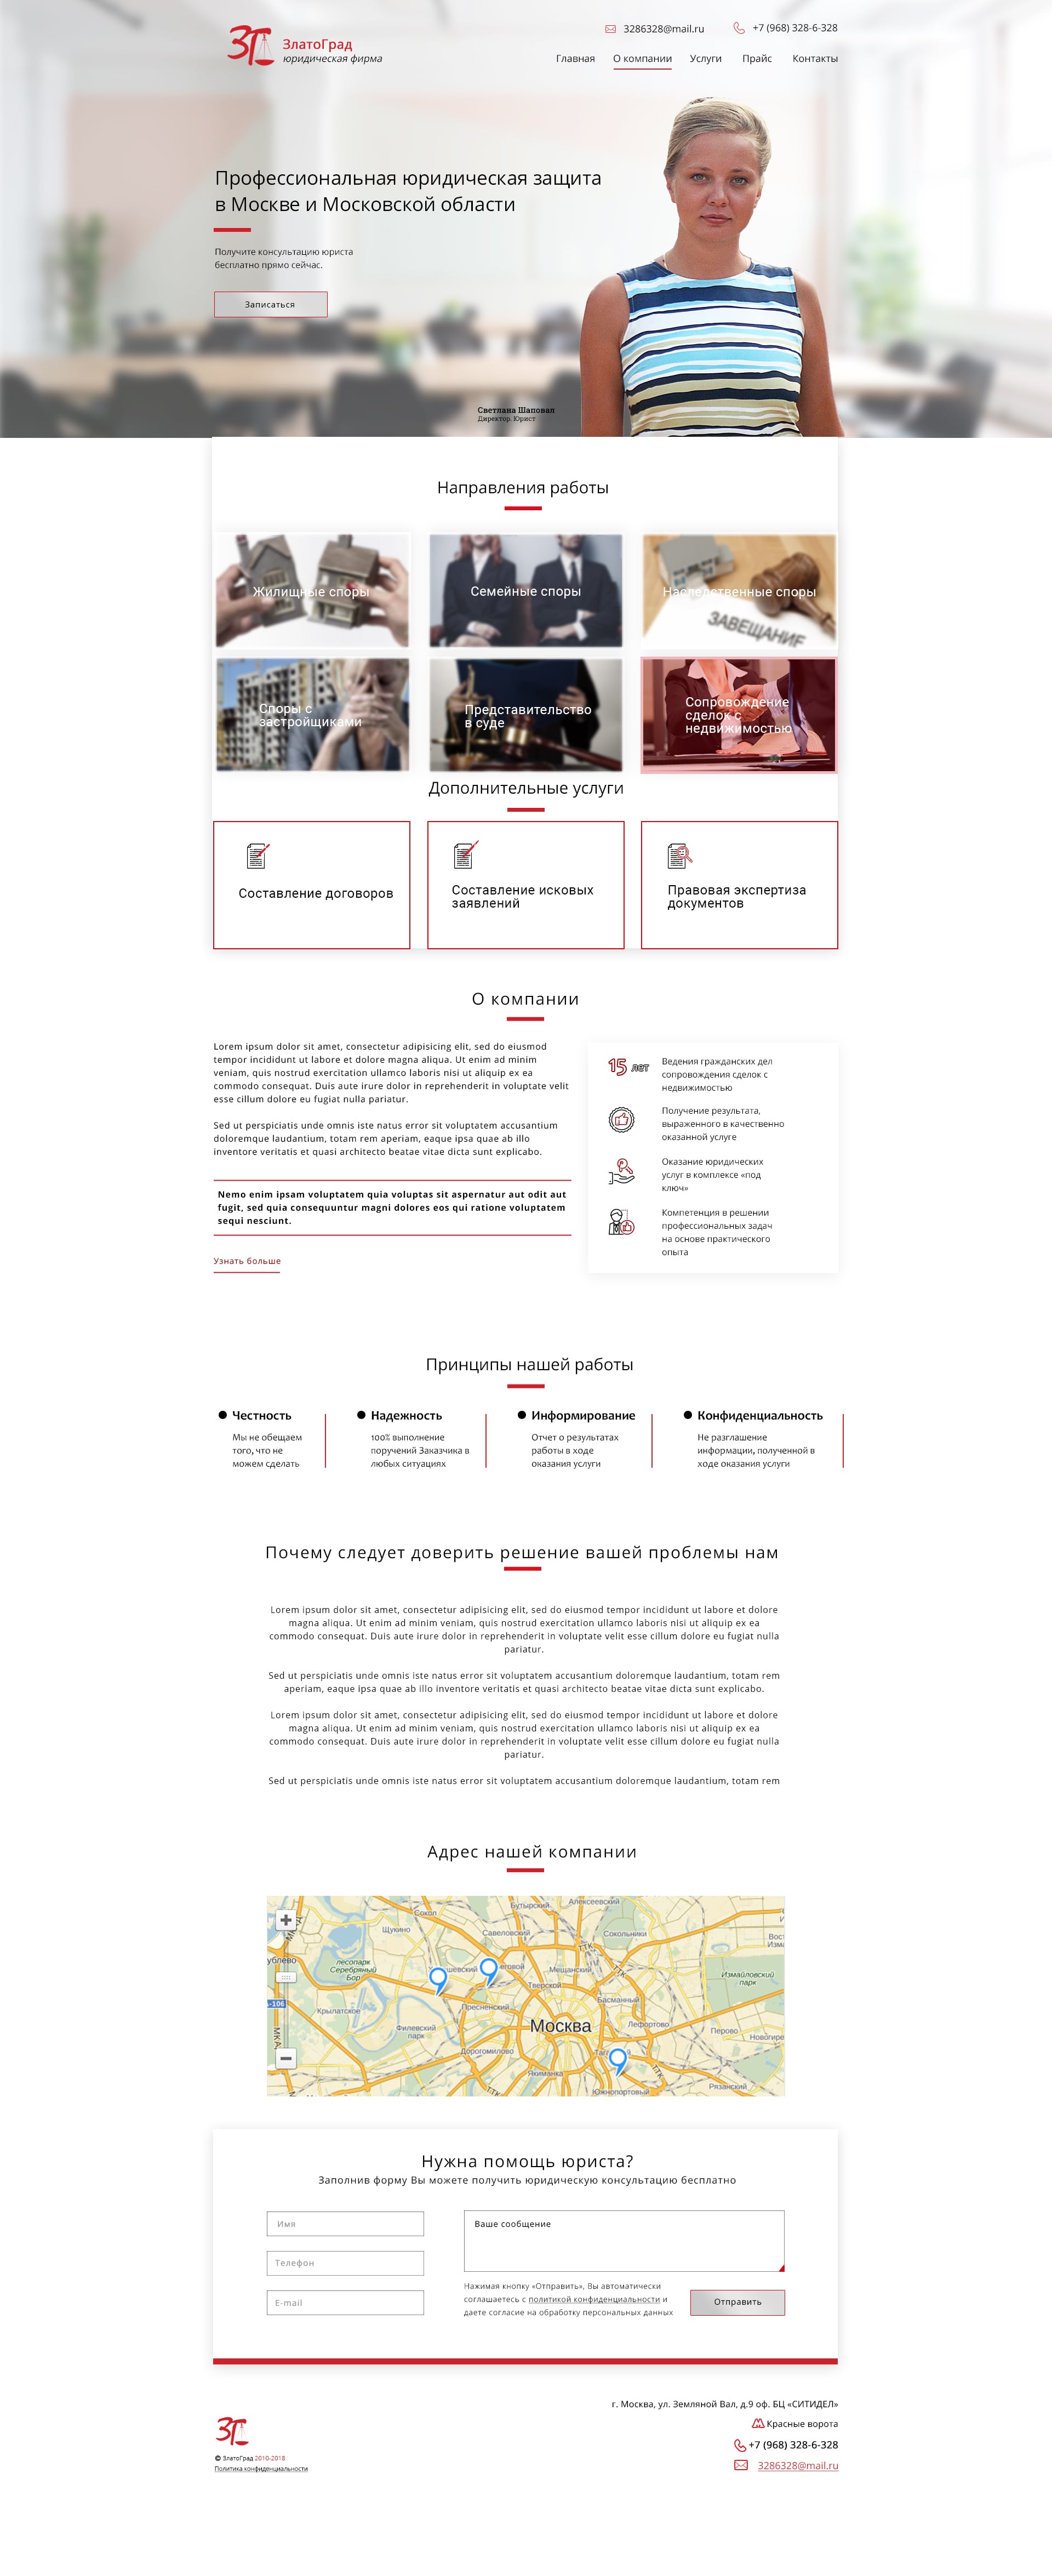 3286328@mail.ru
+7 (968) 328-6-328
ЗГ
ЗлатоГрад
юридическая фирма
Главная
О компании
Услуги
Прайс
Контакты
Профессиональная юридическая защита
в Москве и Московской области
Получите консультацию юриста
бесплатно прямо сейчас.
Записаться
Светлана Шаповал
Директор. Юрист
Направления работы
Жилищные споры
Семейные споры
Наследственные споры
ЗАВЕЩАНИЕ
Споры с
застройщиками
Представительство
в суде
Сопровождение
сделок с
недвижимостью
Дополнительные услуги
Составление договоров
Составление исковых
заявлений
Правовая экспертиза
документов
О компании
Lorem ipsum dolor sit amet, consectetur adipisicing elit, sed do eiusmod
tempor incididunt ut labore et dolore magna aliqua. Ut enim ad minim
veniam, quis nostrud exercitation ullamco laboris nisi ut aliquip ex ea
commodo consequat. Duis aute irure dolor in reprehenderit in voluptate velit
esse cillum dolore eu fugiat nulla pariatur.
Sed ut perspiciatis unde omnis iste natus error sit voluptatem accusantium
doloremque laudantium, totam rem aperiam, eaque ipsa quae ab illo
inventore veritatis et quasi architecto beatae vitae dicta sunt explicabo.
Nemo enim ipsam voluptatem quia voluptas sit aspernatur aut odit aut
fugit, sed quia consequuntur magni dolores eos qui ratione voluptatem
sequi nesciunt.
Узнать больше
15 лет
Ведения гражданских дел
сопровождения сделок с
недвижимостью
Получение результата,
выраженного в качественно
оказанной услуге
Оказание юридических
услуг в комплексе «под
ключ»
Компетенция в решении
профессиональных задач
на основе практического
опыта
Принципы нашей работы
Честность
Мы не обещаем
того, что не
можем сделать
Надежность
100% выполнение
поручений Заказчика в
любых ситуациях
Информирование
Отчет о результатах
работы в ходе
оказания услуги
Конфиденциальность
Не разглашение
информации, полученной в
ходе оказания услуги
Почему следует доверить решение вашей проблемы нам
Lorem ipsum dolor sit amet, consectetur adipisicing elit, sed do eiusmod tempor incididunt ut labore et dolore
magna aliqua. Ut enim ad minim veniam, quis nostrud exercitation ullamco laboris nisi ut aliquip ex ea
commodo consequat. Duis aute irure dolor in reprehenderit in voluptate velit esse cillum dolore eu fugiat nulla
pariatur.
Sed ut perspiciatis unde omnis iste natus error sit voluptatem accusantium doloremque laudantium, totam rem
aperiam, eaque ipsa quae ab illo inventore veritatis et quasi architecto beatae vitae dicta sunt explicabo.
Lorem ipsum dolor sit amet, consectetur adipisicing elit, sed do eiusmod tempor incididunt ut labore et dolore
magna aliqua. Ut enim ad minim veniam, quis nostrud exercitation ullamco laboris nisi ut aliquip ex ea
commodo consequat. Duis aute irure dolor in reprehenderit in voluptate velit esse cillum dolore eu fugiat nulla
pariatur.
Sed ut perspiciatis unde omnis iste natus error sit voluptatem accusantium doloremque laudantium, totam rem
Адрес нашей компании
Бутырский
Алексеевский
Сокол
Щукино
Савеловский
Сокольники
ТТК
лесопарк
Серебряный
Бор
Мещанский
Тверской
Измайловский
парк
Басманный
Крылатское
Пресненский
Филевский
парк
Москва
Лефортово
Перово
Дорогомилово
Якиманка
ТТК
ТТК
Рязанский
Южнопортовый
Нужна помощь юриста?
Заполнив форму Вы можете получить юридическую консультацию бесплатно
Имя
Телефон
E-mail
Ваше сообщение
Нажимая кнопку «Отправить», Вы автоматически
соглашаетесь с политикой конфиденциальности и
даете согласие на обработку персональных данных
Отправить
г. Москва, ул. Земляной Вал, д.9 оф. БЦ «СИТИДЕЛ»
Красные ворота
+7 (968) 328-6-328
3286328@mail.ru
ЗГ
© ЗлатоГрад 2010-2018
Политика конфиденциальности